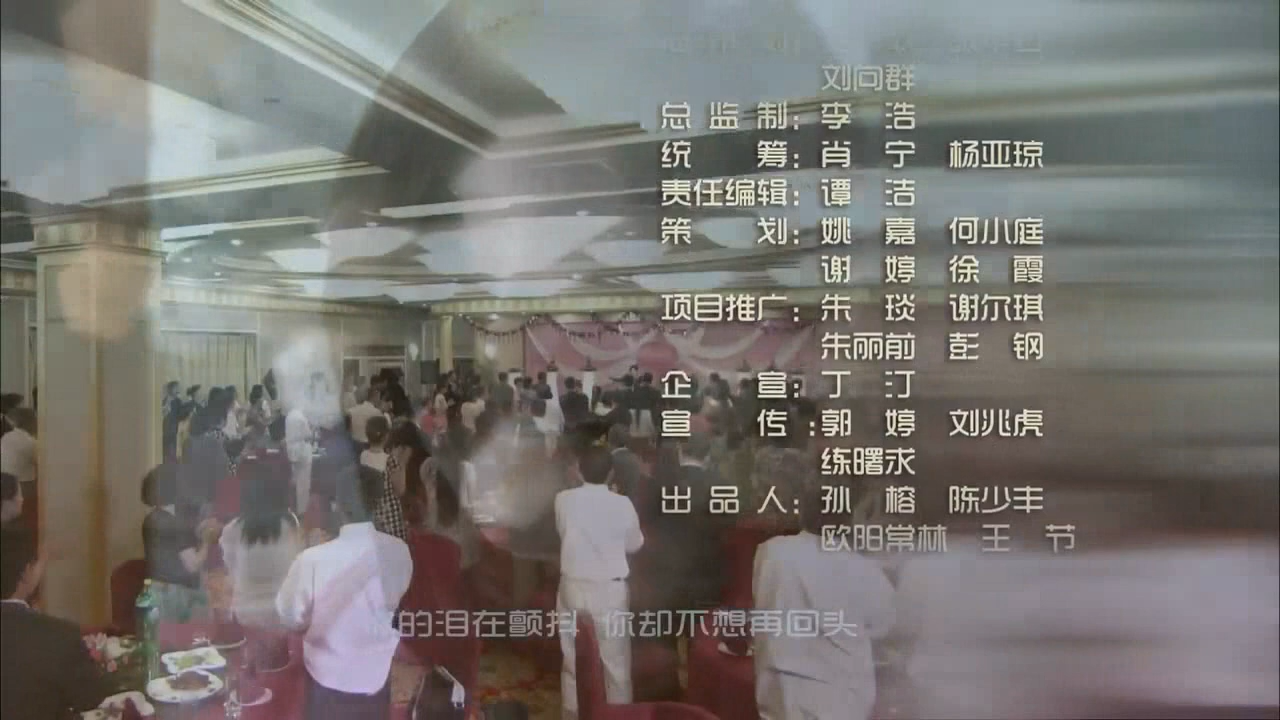 刘向群
总监制：李浩
统筹：肖宁 杨亚琼
责任编辑：谭洁
策划：姚嘉 何小庭
谢婷 徐霞
项目推广：朱琰 谢尔琪
朱丽前 彭钢
企宣：丁汀
宣传：郭婷 刘兆虎
练曙求
出品人：孙榕 陈少丰
欧阳常林 王节
的泪在颤抖 你却不想再回头